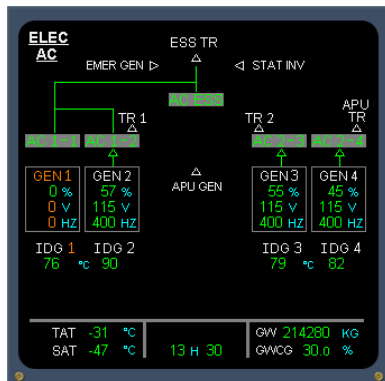 ELEC
AC
ESS TR
EMER GEN
STAT INV
AC ESS
TR 1
TR 2
APU
TR
AC 1-1
AC 1-2
AC 2-3
AC 2-4
GEN 1
0 %
0 V
0 HZ
GEN 2
57 %
115 V
400 HZ
APU GEN
GEN 3
55 %
115 V
400 HZ
GEN 4
45 %
115 V
400 HZ
IDG 1 IDG 2
76 °C 90
IDG 3 IDG 4
79 °C 82
TAT -31 °C
SAT -47 °C
13 H 30
GW 214280 KG
GWCG 30.0 %